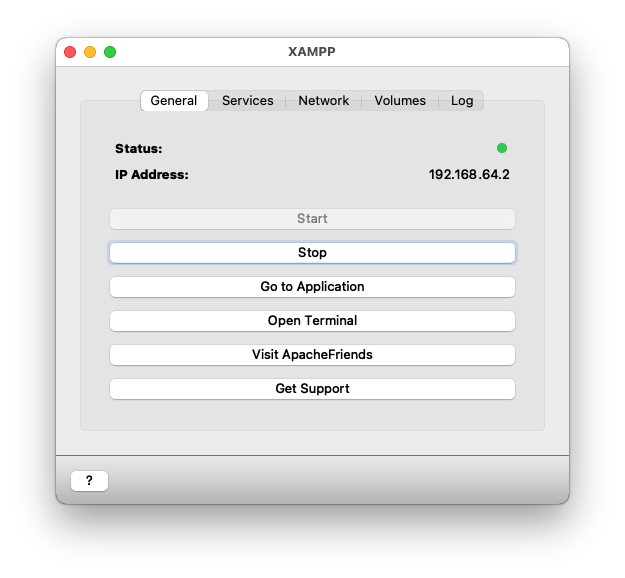 XAMPP
General Services Network Volumes Log
Status:
IP Address: 192.168.64.2
Start
Stop
Go to Application
Open Terminal
Visit ApacheFriends
Get Support
?